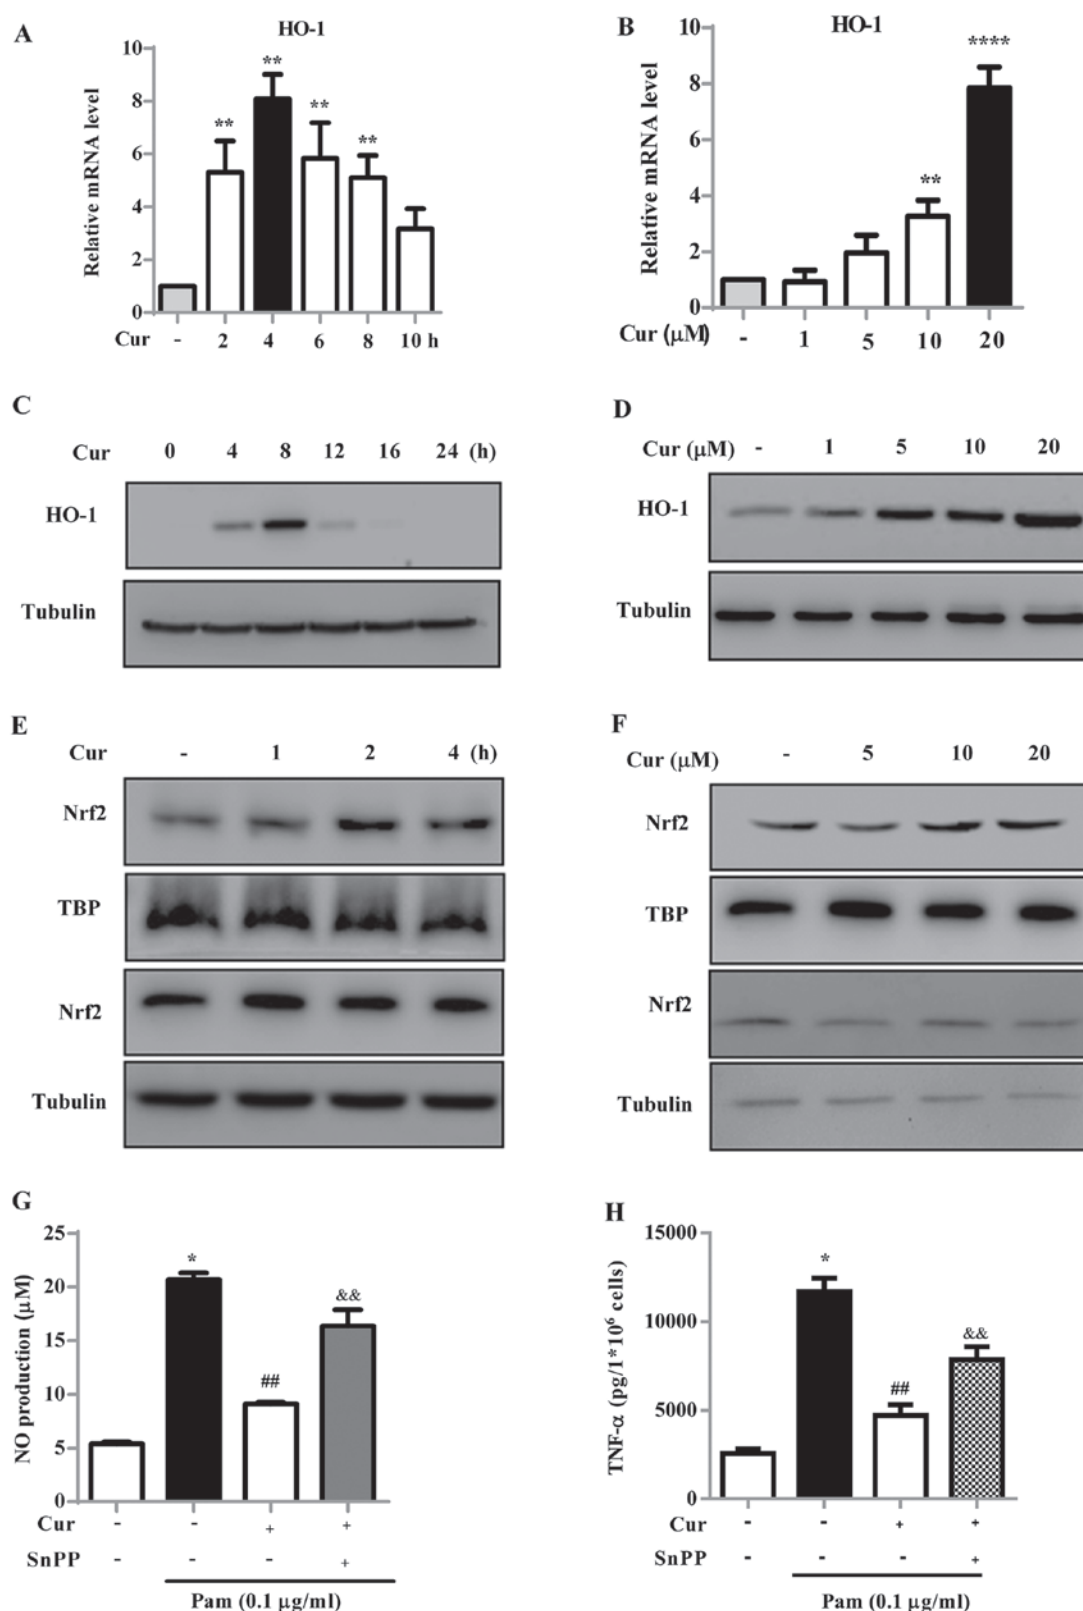 A
HO-1
Relative mRNA level
10
8
6
4
2
0
**
**
**
**
Cur - 2 4 6 8 10 h
B
HO-1
Relative mRNA level
10
8
6
4
2
0
**
****
Cur (μM) - 1 5 10 20
C
Cur 0 4 8 12 16 24 (h)
HO-1
Tubulin
D
Cur (μM) - 1 5 10 20
HO-1
Tubulin
E
Cur - 1 2 4 (h)
Nrf2
TBP
Nrf2
Tubulin
F
Cur (μM) - 5 10 20
Nrf2
TBP
Nrf2
Tubulin
G
NO production (μM)
25
20
15
10
5
0
*
##
&&
Cur - - + +
SnPP - - - +
Pam (0.1 μg/ml)
H
TNF-α (pg/1*10⁶ cells)
15000
10000
5000
0
*
##
&&
Cur - - + +
SnPP - - - +
Pam (0.1 μg/ml)